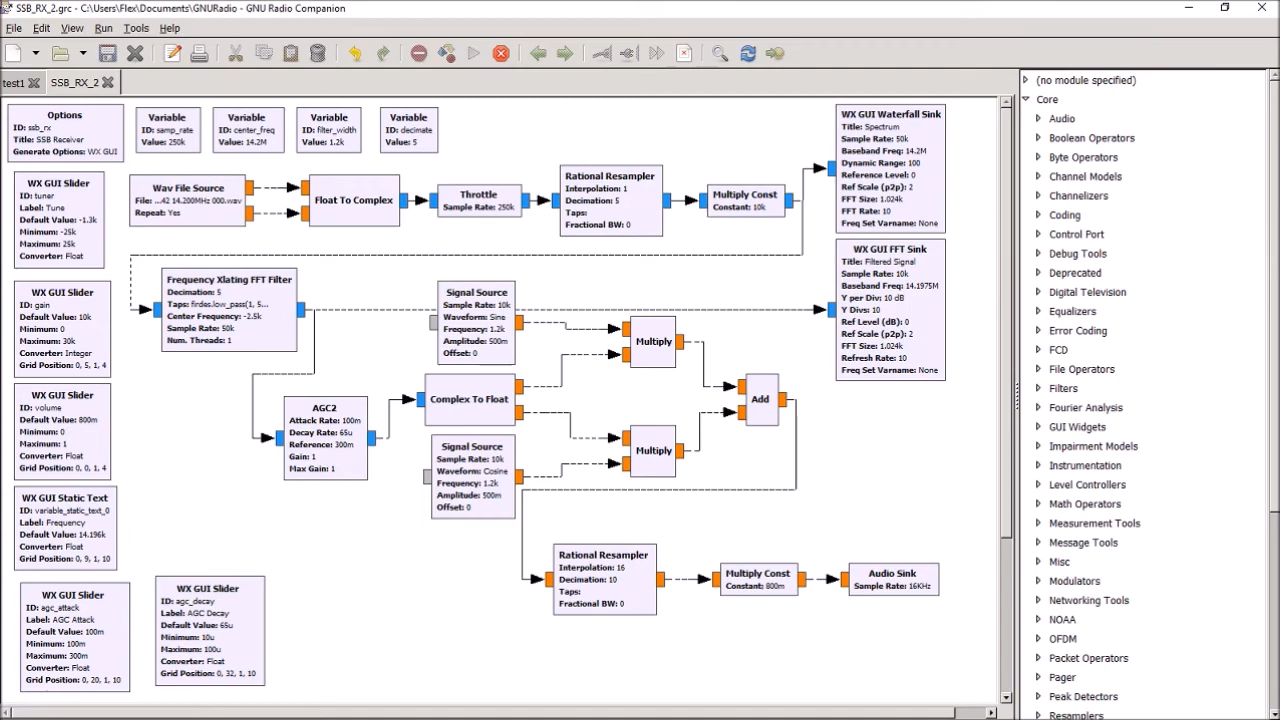 SSB_RX_2.grc - C:\Users\Flex\Documents\GNURadio - GNU Radio Companion
File Edit View Run Tools Help
test1 SSB_RX_2
Options
ID: ssb_rx
Title: SSB Receiver
Generate Options: WX GUI
Variable
ID: samp_rate
Value: 250k
Variable
ID: center_freq
Value: 14.2M
Variable
ID: filter_width
Value: 1.2k
Variable
ID: decimate
Value: 5
WX GUI Waterfall Sink
Title: Spectrum
Sample Rate: 50k
Baseband Freq: 14.2M
Dynamic Range: 100
Reference Level: 0
Ref Scale (p2p): 2
FFT Size: 1.024k
FFT Rate: 10
Freq Set Varname: None
WX GUI Slider
ID: tuner
Label: Tune
Default Value: -1.3k
Minimum: -25k
Maximum: 25k
Converter: Float
Wav File Source
File: ...42 14.200MHz 000.wav
Repeat: Yes
Float To Complex
Throttle
Sample Rate: 250k
Rational Resampler
Interpolation: 1
Decimation: 5
Taps:
Fractional BW: 0
Multiply Const
Constant: 10k
WX GUI FFT Sink
Title: Filtered Signal
Sample Rate: 10k
Baseband Freq: 14.1975M
Y per Div: 10 dB
Y Divs: 10
Ref Level (dB): 0
Ref Scale (p2p): 2
FFT Size: 1.024k
Refresh Rate: 10
Freq Set Varname: None
WX GUI Slider
ID: gain
Default Value: 10k
Minimum: 0
Maximum: 30k
Converter: Integer
Grid Position: 0, 5, 1, 4
Frequency Xlating FFT Filter
Decimation: 5
Taps: firdes.low_pass(1, 5...
Center Frequency: -2.5k
Sample Rate: 50k
Num. Threads: 1
Signal Source
Sample Rate: 10k
Waveform: Sine
Frequency: 1.2k
Amplitude: 500m
Offset: 0
Multiply
WX GUI Slider
ID: volume
Default Value: 800m
Minimum: 0
Maximum: 1
Converter: Float
Grid Position: 0, 0, 1, 4
AGC2
Attack Rate: 100m
Decay Rate: 65u
Reference: 300m
Gain: 1
Max Gain: 1
Complex To Float
Add
Signal Source
Sample Rate: 10k
Waveform: Cosine
Frequency: 1.2k
Amplitude: 500m
Offset: 0
Multiply
WX GUI Static Text
ID: variable_static_text_0
Label: Frequency
Default Value: 14.196k
Converter: Float
Grid Position: 0, 9, 1, 10
Rational Resampler
Interpolation: 16
Decimation: 10
Taps:
Fractional BW: 0
Multiply Const
Constant: 800m
Audio Sink
Sample Rate: 16KHz
WX GUI Slider
ID: agc_attack
Label: AGC Attack
Default Value: 100m
Minimum: 100m
Maximum: 300m
Converter: Float
Grid Position: 0, 20, 1, 10
WX GUI Slider
ID: agc_decay
Label: AGC Decay
Default Value: 65u
Minimum: 10u
Maximum: 100u
Converter: Float
Grid Position: 0, 32, 1, 10
(no module specified)
Core
Audio
Boolean Operators
Byte Operators
Channel Models
Channelizers
Coding
Control Port
Debug Tools
Deprecated
Digital Television
Equalizers
Error Coding
FCD
File Operators
Filters
Fourier Analysis
GUI Widgets
Impairment Models
Instrumentation
Level Controllers
Math Operators
Measurement Tools
Message Tools
Misc
Modulators
Networking Tools
NOAA
OFDM
Packet Operators
Pager
Peak Detectors
Resamplers